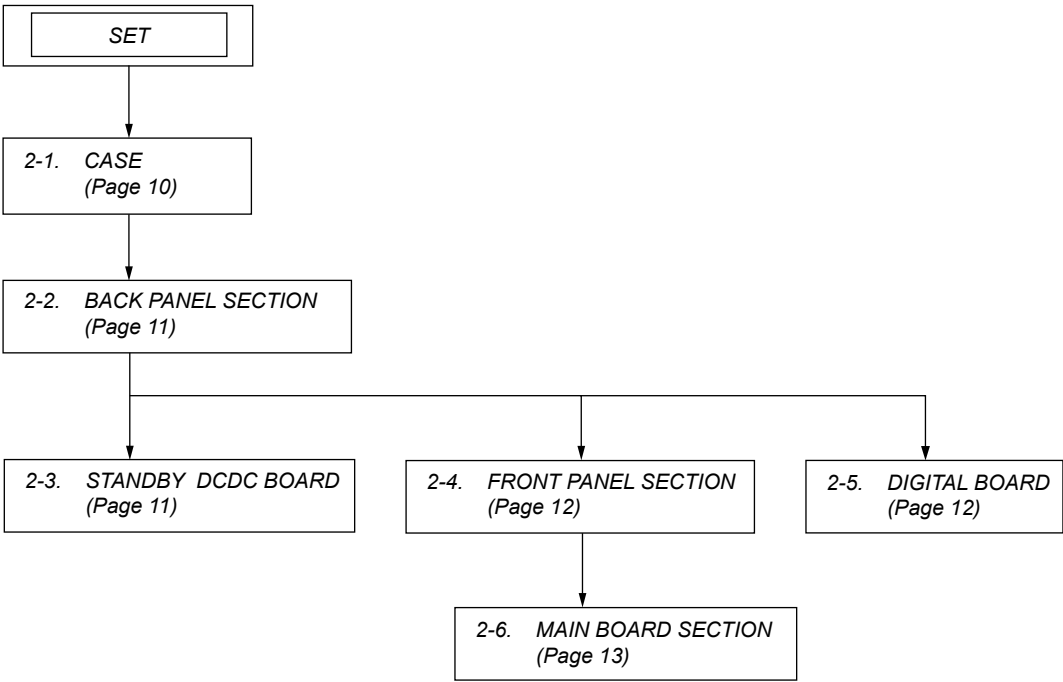 SET
2-1. CASE
(Page 10)
2-2. BACK PANEL SECTION
(Page 11)
2-3. STANDBY DCDC BOARD
(Page 11)
2-4. FRONT PANEL SECTION
(Page 12)
2-5. DIGITAL BOARD
(Page 12)
2-6. MAIN BOARD SECTION
(Page 13)